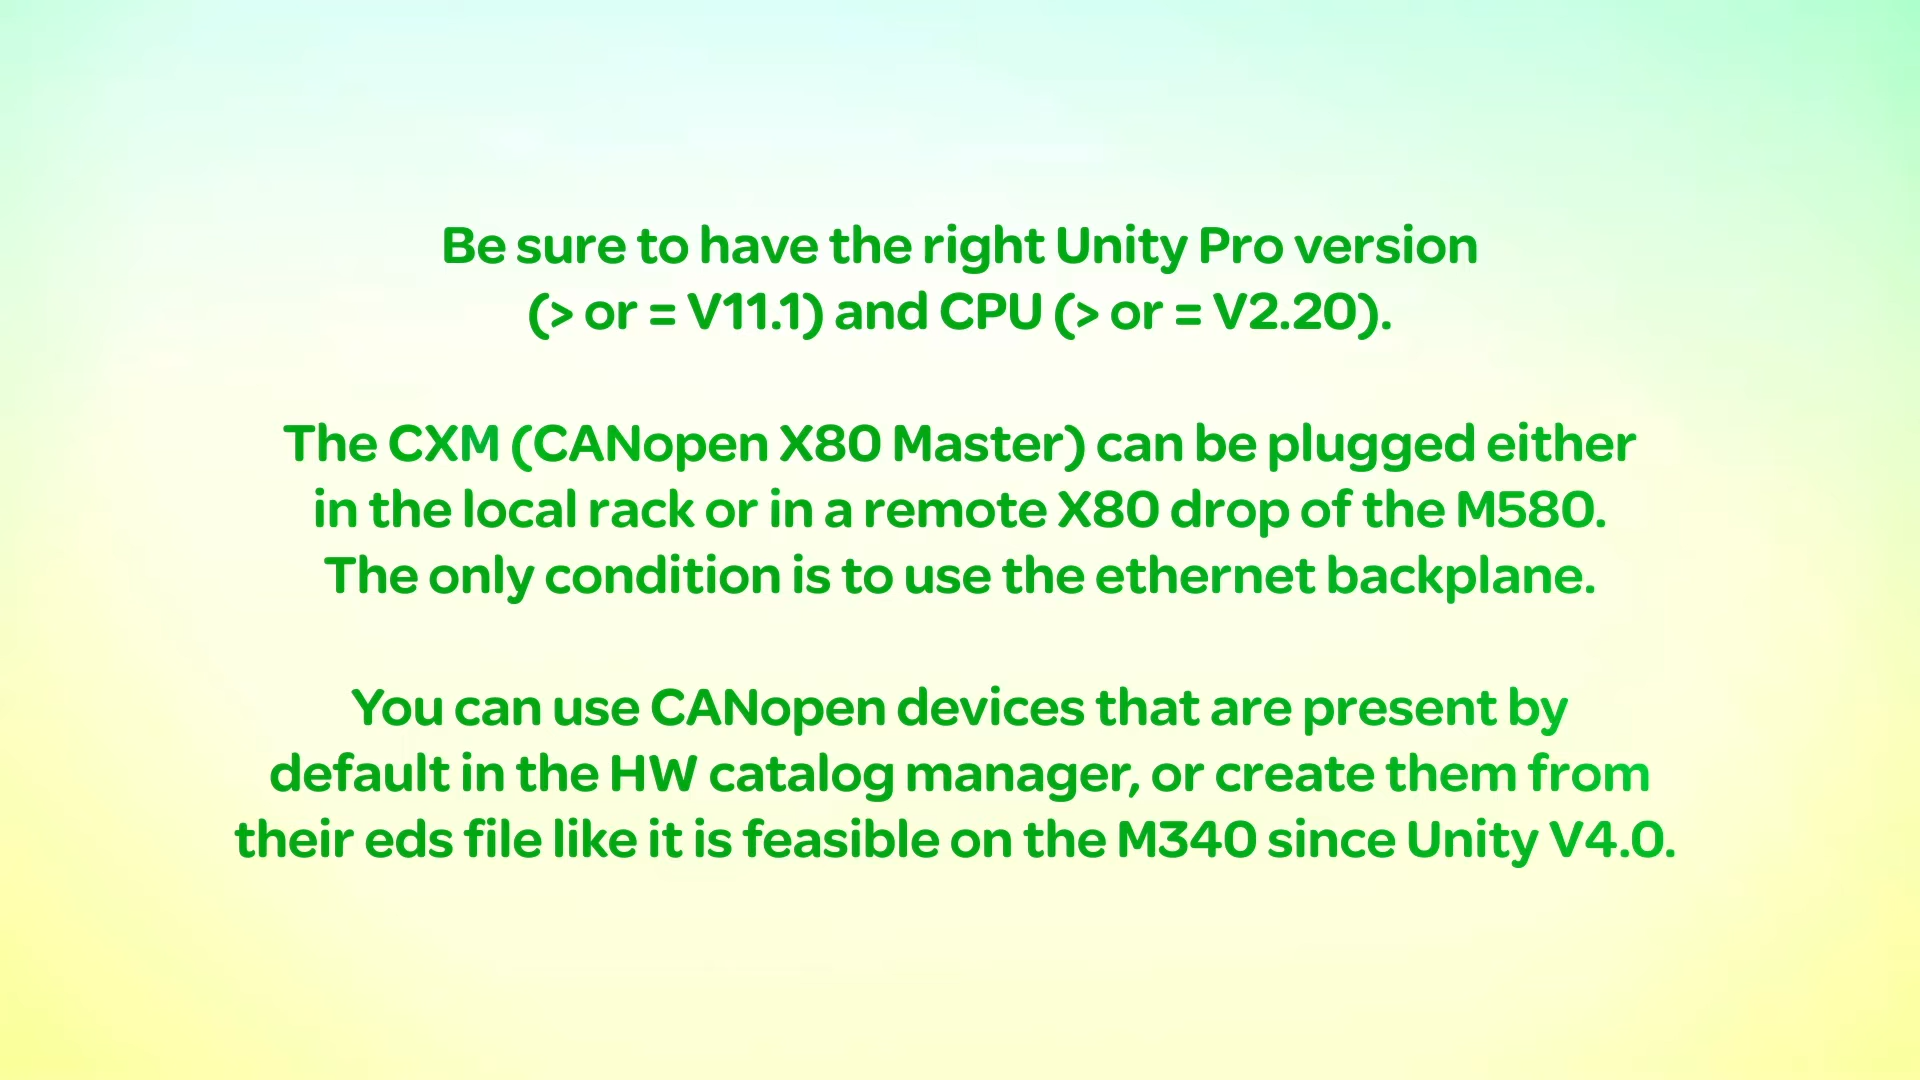 Be sure to have the right Unity Pro version
(> or = V11.1) and CPU (> or = V2.20).
The CXM (CANopen X80 Master) can be plugged either
in the local rack or in a remote X80 drop of the M580.
The only condition is to use the ethernet backplane.
You can use CANopen devices that are present by
default in the HW catalog manager, or create them from
their eds file like it is feasible on the M340 since Unity V4.0.